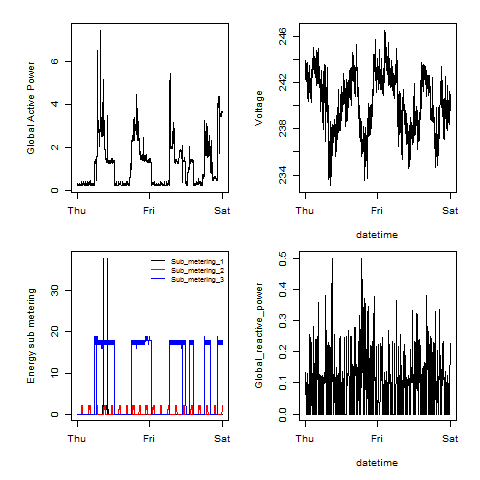 Global Active Power
6
4
2
0
Thu
Fri
Sat
Voltage
246
242
238
234
Thu
Fri
Sat
datetime
Energy sub metering
30
20
10
0
Sub_metering_1
Sub_metering_2
Sub_metering_3
Thu
Fri
Sat
Global_reactive_power
0.5
0.4
0.3
0.2
0.1
0.0
Thu
Fri
Sat
datetime